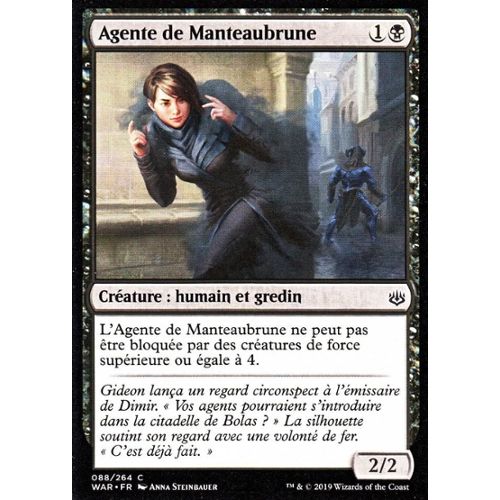 Agente de Manteaubrune 1
Créature : humain et gredin
L'Agente de Manteaubrune ne peut pas
être bloquée par des créatures de force
supérieure ou égale à 4.
Gideon lança un regard circonspect à l'émissaire
de Dimir. « Vos agents pourraient s'introduire
dans la citadelle de Bolas ? » La silhouette
soutint son regard avec une volonté de fer.
« C'est déjà fait. »
2/2
088/264 C
WAR • FR Anna Steinbauer
™ & © 2019 Wizards of the Coast